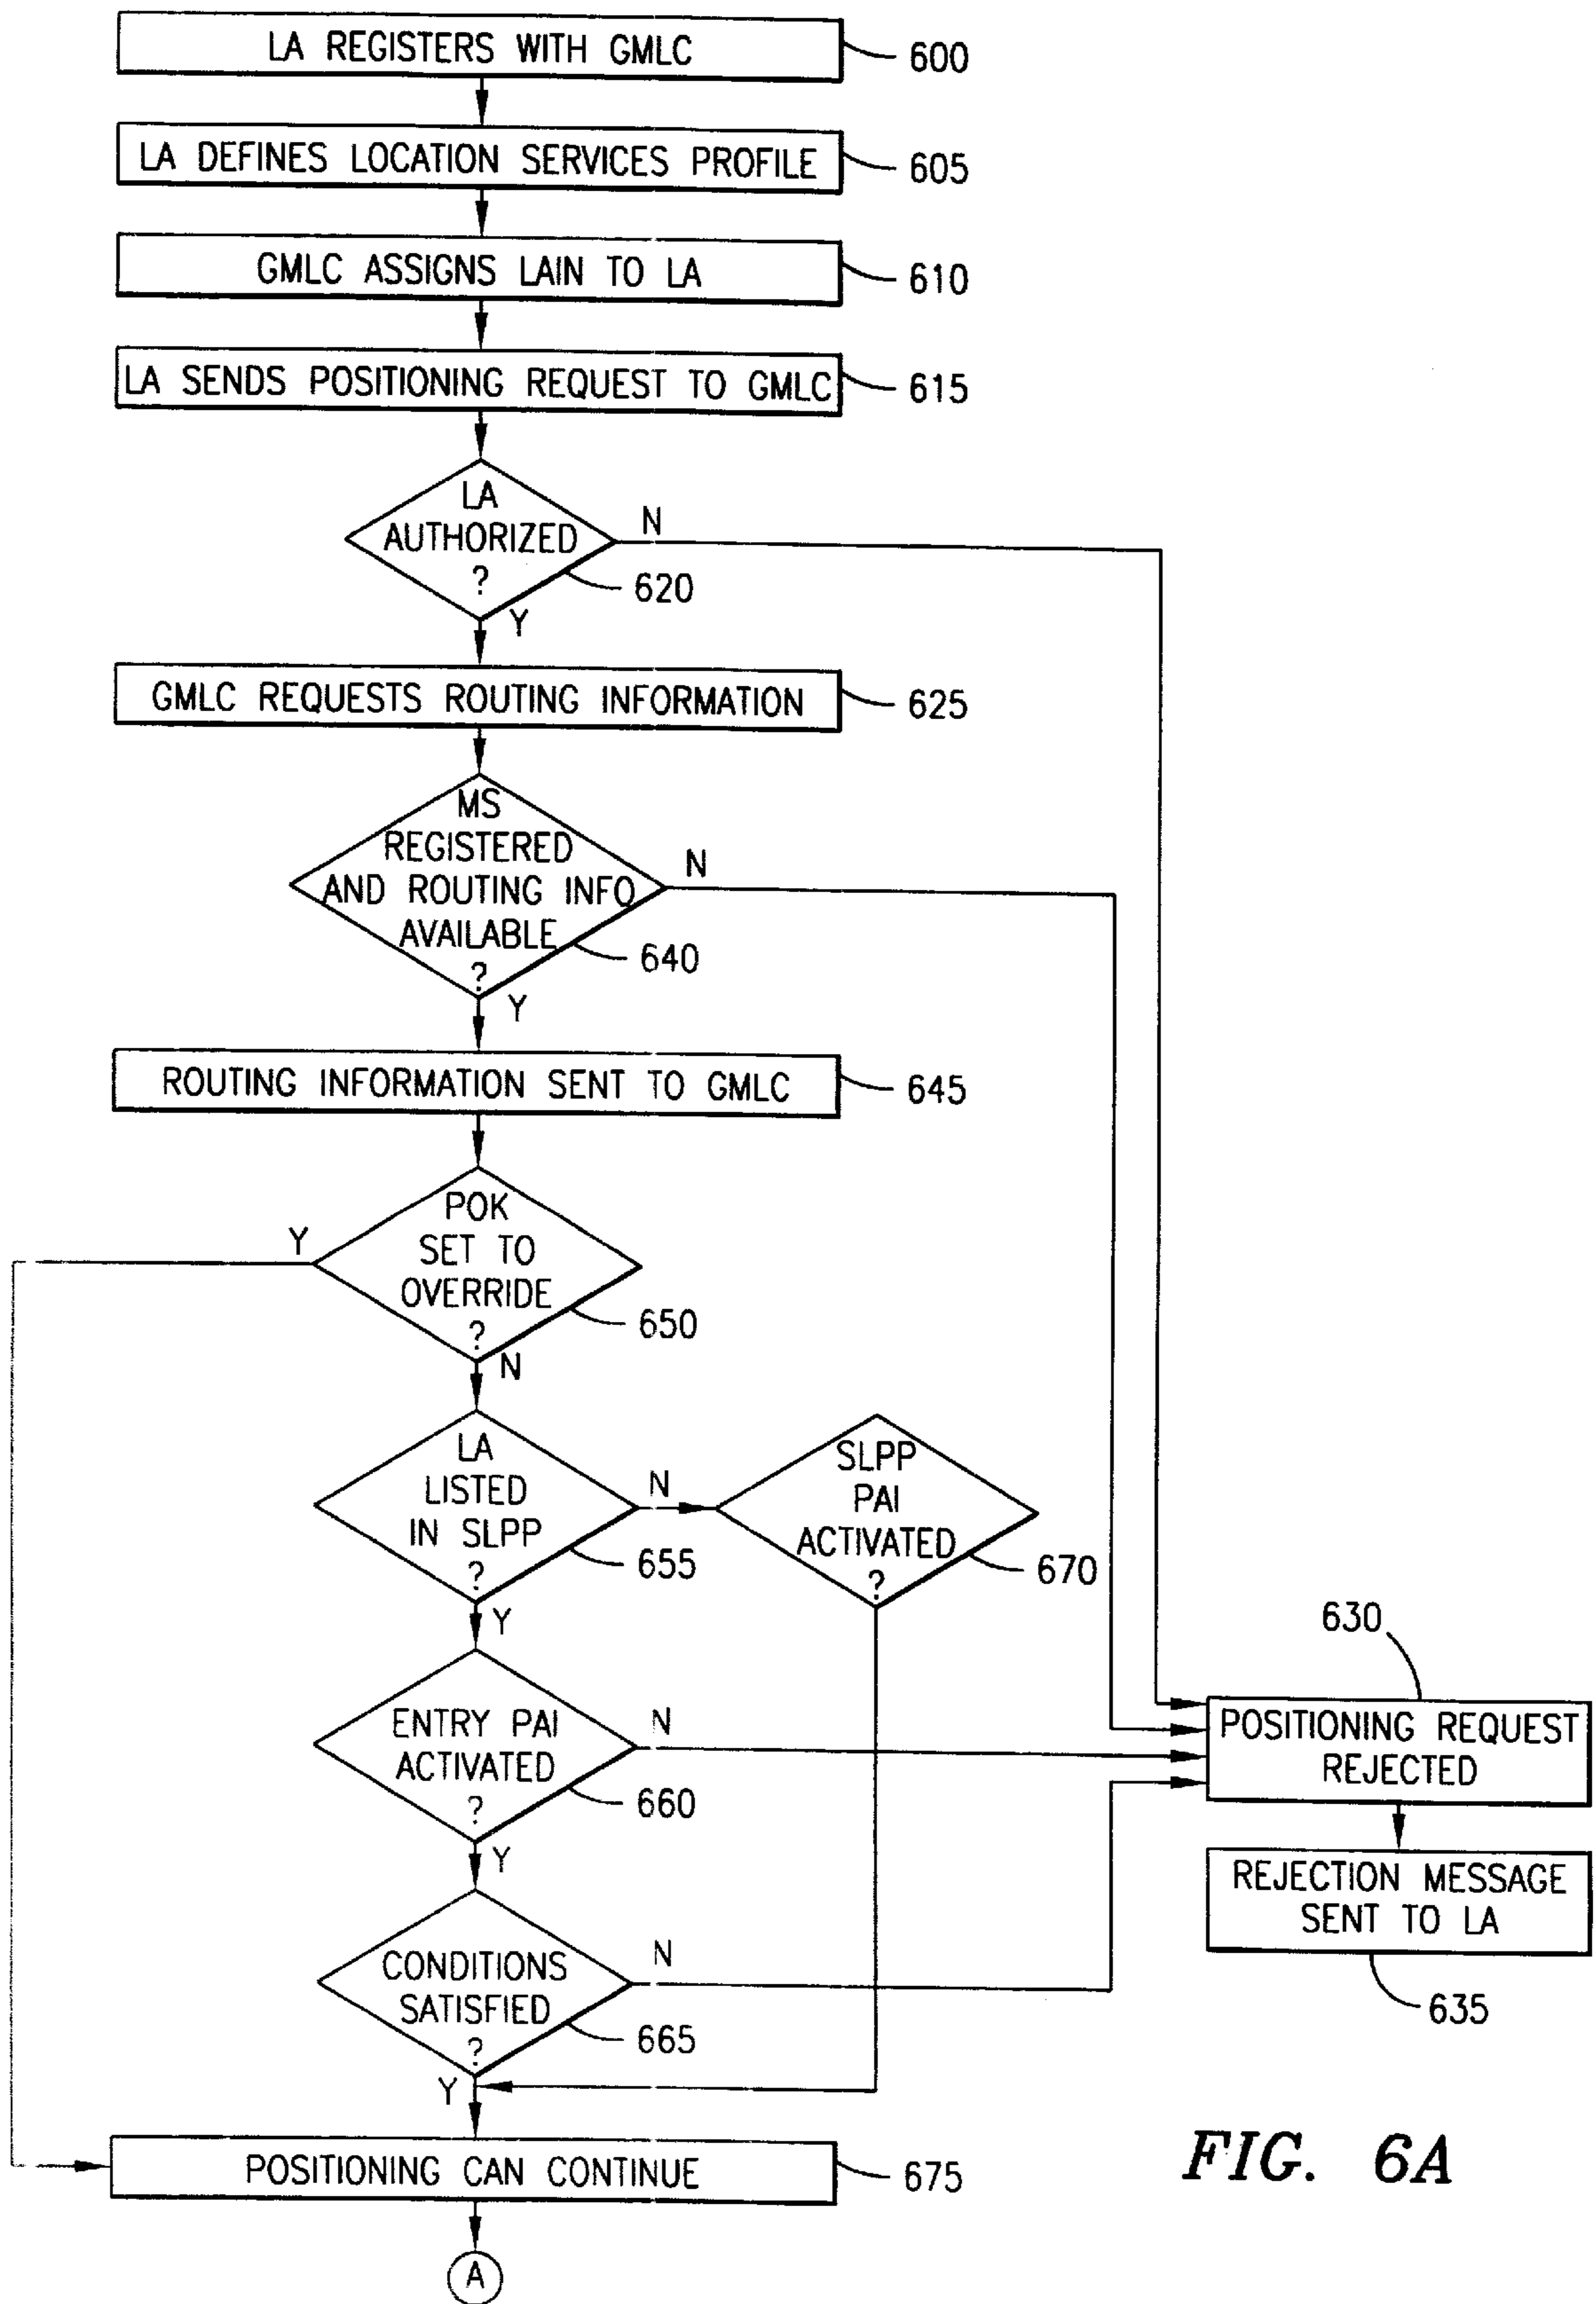 LA REGISTERS WITH GMLC
600
LA DEFINES LOCATION SERVICES PROFILE
605
GMLC ASSIGNS LAIN TO LA
610
LA SENDS POSITIONING REQUEST TO GMLC
615
LA
AUTHORIZED
?
N
620
Y
GMLC REQUESTS ROUTING INFORMATION
625
MS
REGISTERED
AND ROUTING INFO
AVAILABLE
?
N
640
Y
ROUTING INFORMATION SENT TO GMLC
645
POK
SET TO
OVERRIDE
?
Y
650
N
LA
LISTED
IN SLPP
?
N
655
Y
SLPP
PAI
ACTIVATED
?
670
ENTRY PAI
ACTIVATED
?
N
660
Y
630
POSITIONING REQUEST
REJECTED
REJECTION MESSAGE
SENT TO LA
635
CONDITIONS
SATISFIED
?
N
665
Y
POSITIONING CAN CONTINUE
675
A
FIG. 6A